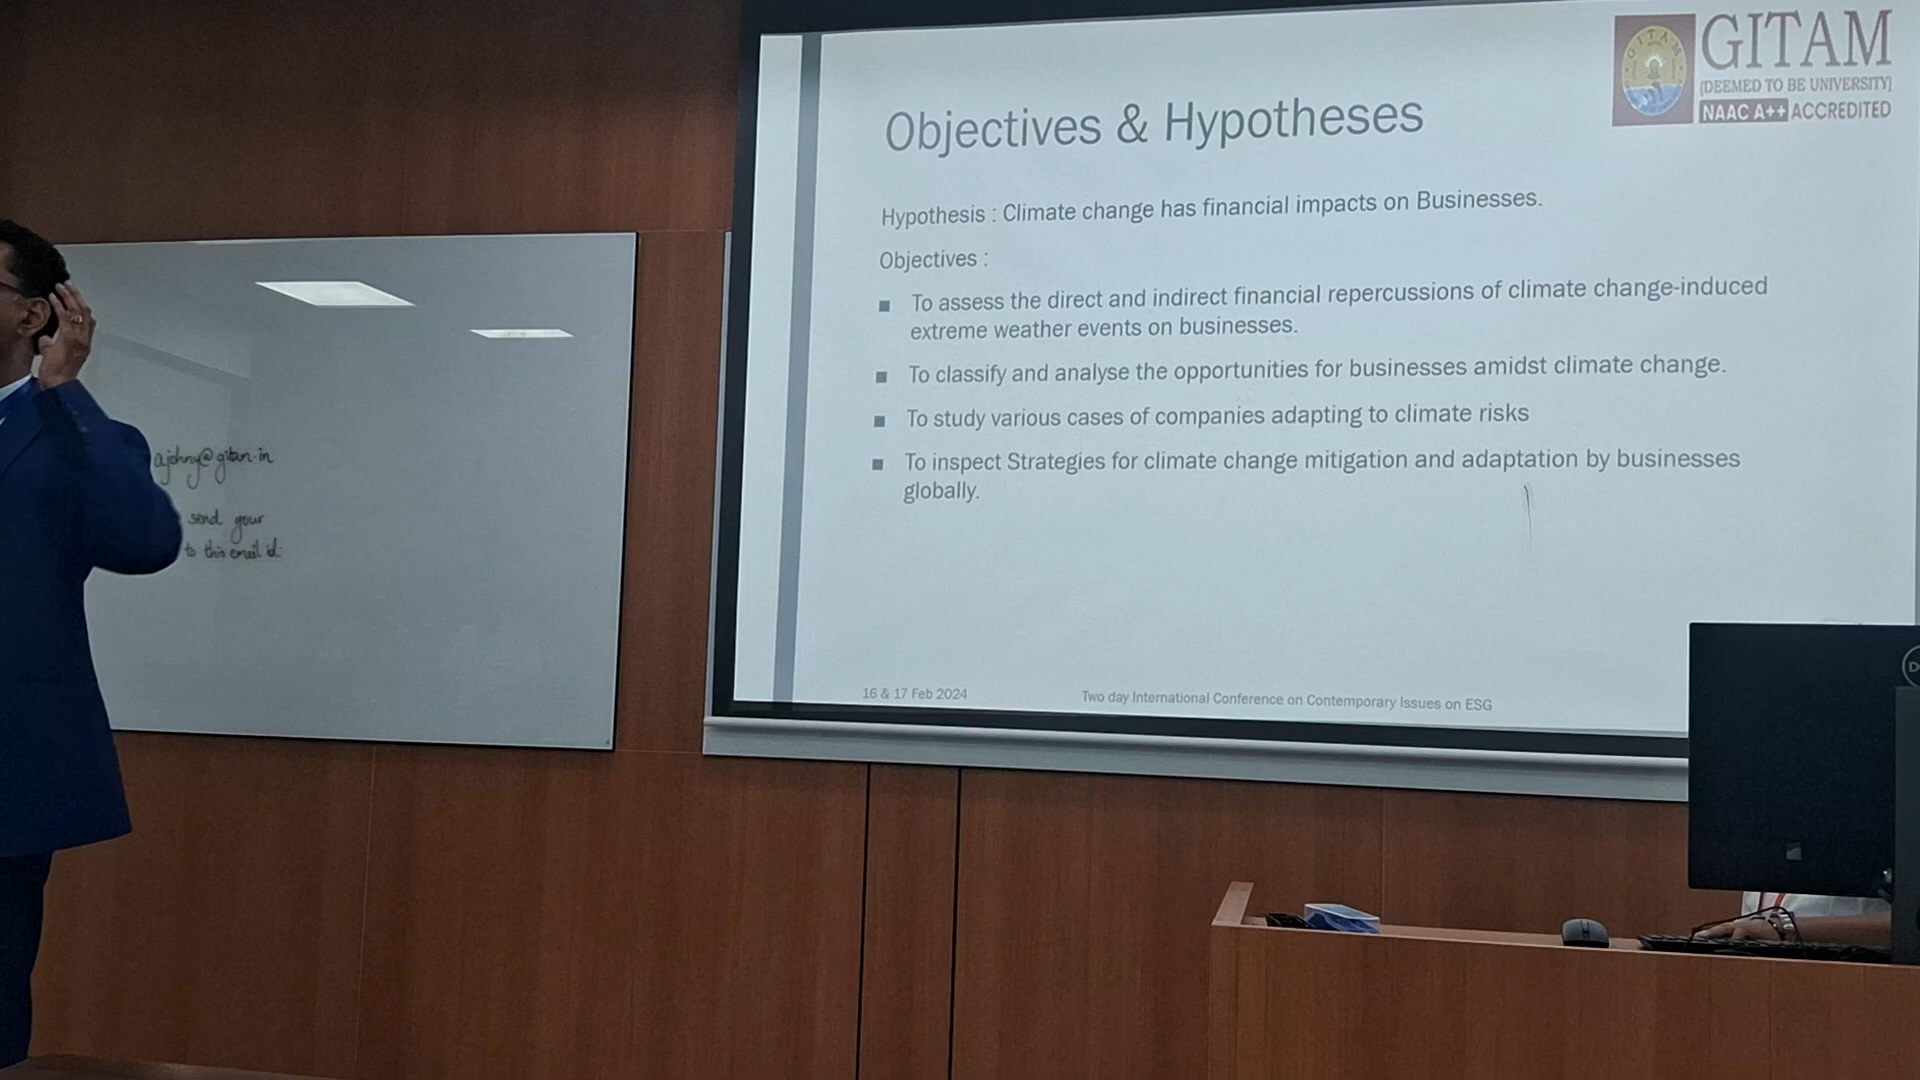 GITAM
(DEEMED TO BE UNIVERSITY)
NAAC A++ ACCREDITED
Objectives & Hypotheses
Hypothesis : Climate change has financial impacts on Businesses.
Objectives :
To assess the direct and indirect financial repercussions of climate change-induced
extreme weather events on businesses.
To classify and analyse the opportunities for businesses amidst climate change.
To study various cases of companies adapting to climate risks
To inspect Strategies for climate change mitigation and adaptation by businesses
globally.
16 & 17 Feb 2024
Two day International Conference on Contemporary Issues on ESG
ajohny@gitam.in
send your
to this email id.